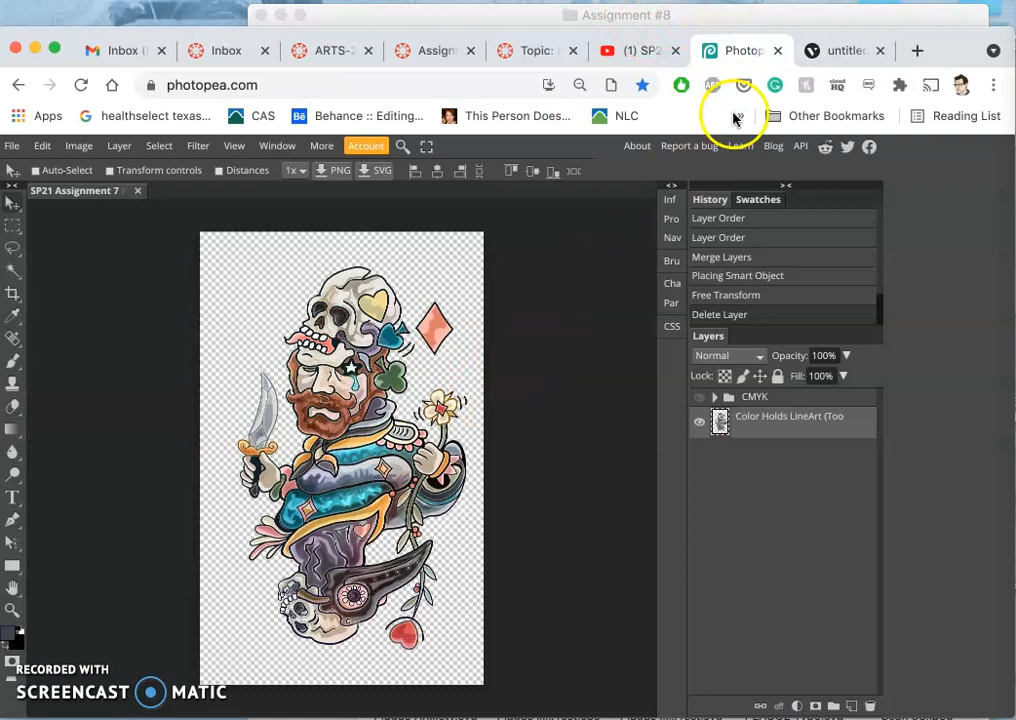 Assignment #8
Inbox (
Inbox
ARTS-2
Assignm
Topic: A
(1) SP2
Photop
untitled
photopea.com
Apps
healthselect texas...
CAS
Behance :: Editing...
This Person Does...
NLC
Other Bookmarks
Reading List
File Edit Image Layer Select Filter View Window More Account
About Report a bug Learn Blog API
Auto-Select Transform controls Distances 1x PNG SVG
SP21 Assignment 7
Inf
Pro
Nav
Bru
Cha
Par
CSS
History Swatches
Layer Order
Layer Order
Merge Layers
Placing Smart Object
Free Transform
Delete Layer
Layers
Normal Opacity: 100%
Lock: Fill: 100%
CMYK
Color Holds LineArt (Too
eff
RECORDED WITH
SCREENCAST MATIC